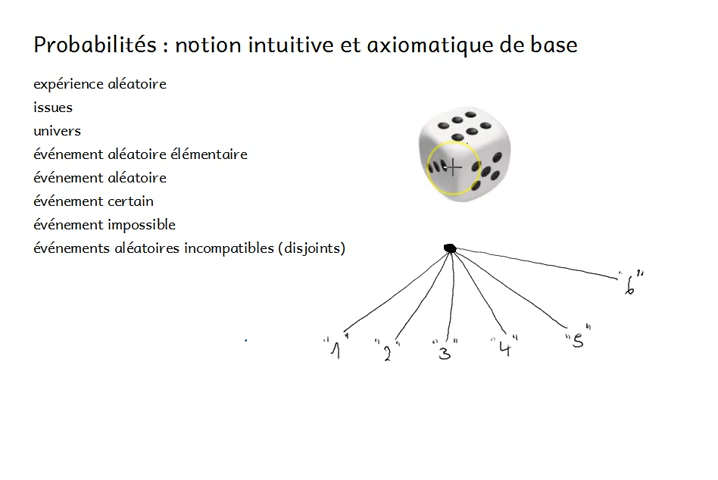 Probabilités : notion intuitive et axiomatique de base
expérience aléatoire
issues
univers
événement aléatoire élémentaire
événement aléatoire
événement certain
événement impossible
événements aléatoires incompatibles (disjoints)
"6"
"1" "2" "3" "4" "5"